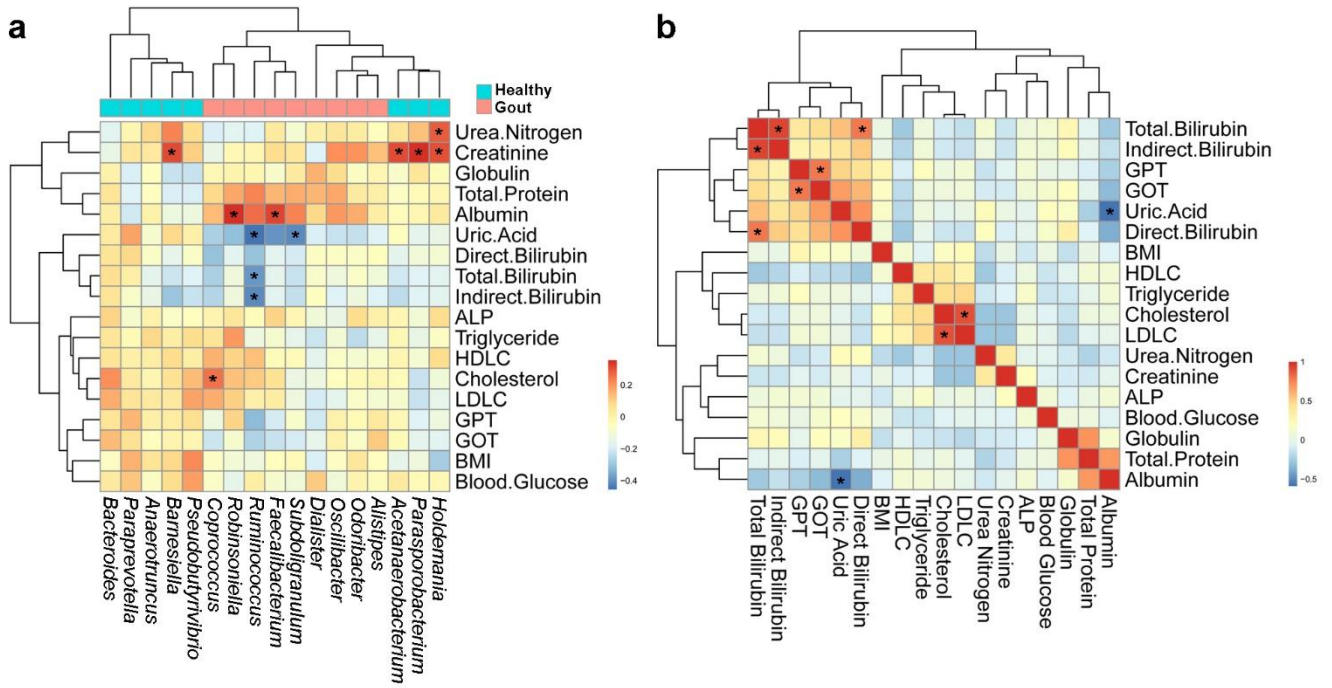 a
Healthy
Gout
Urea.Nitrogen
Creatinine
Globulin
Total.Protein
Albumin
Uric.Acid
Direct.Bilirubin
Total.Bilirubin
Indirect.Bilirubin
ALP
Triglyceride
HDLC
Cholesterol
LDLC
GPT
GOT
BMI
Blood.Glucose
0.2
0
−0.2
−0.4
Bacteroides
Paraprevotella
Anaerotruncus
Barnesiella
Pseudobutyrivibrio
Coprococcus
Robinsoniella
Ruminococcus
Faecalibacterium
Subdoligranulum
Dialister
Oscillibacter
Odoribacter
Alistipes
Acetanaerobacterium
Parasporobacterium
Holdemania
b
Total.Bilirubin
Indirect.Bilirubin
GPT
GOT
Uric.Acid
Direct.Bilirubin
BMI
HDLC
Triglyceride
Cholesterol
LDLC
Urea.Nitrogen
Creatinine
ALP
Blood.Glucose
Globulin
Total.Protein
Albumin
1
0.5
0
−0.5
Total Bilirubin
Indirect Bilirubin
GPT
GOT
Uric Acid
Direct Bilirubin
BMI
HDLC
Triglyceride
Cholesterol
LDLC
Urea Nitrogen
Creatinine
ALP
Blood Glucose
Globulin
Total Protein
Albumin